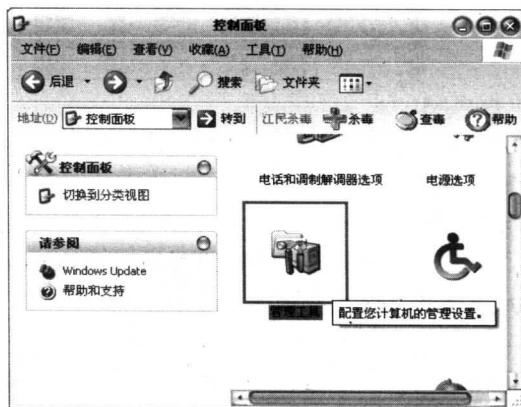 控制面板
文件(F) 编辑(E) 查看(V) 收藏(A) 工具(T) 帮助(H)
后退 搜索 文件夹
地址(D) 控制面板 转到 江民杀毒 杀毒 查毒 帮助
控制面板
切换到分类视图
请参阅
Windows Update
帮助和支持
电话和调制解调器选项 电源选项
管理工具
配置您计算机的管理设置。